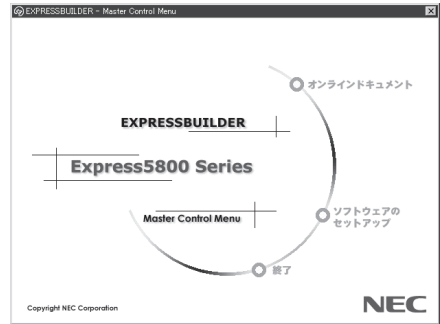 EXPRESSBUILDER - Master Control Menu
オンラインドキュメント
EXPRESSBUILDER
Express5800 Series
Master Control Menu
ソフトウェアの
セットアップ
終了
Copyright NEC Corporation
NEC